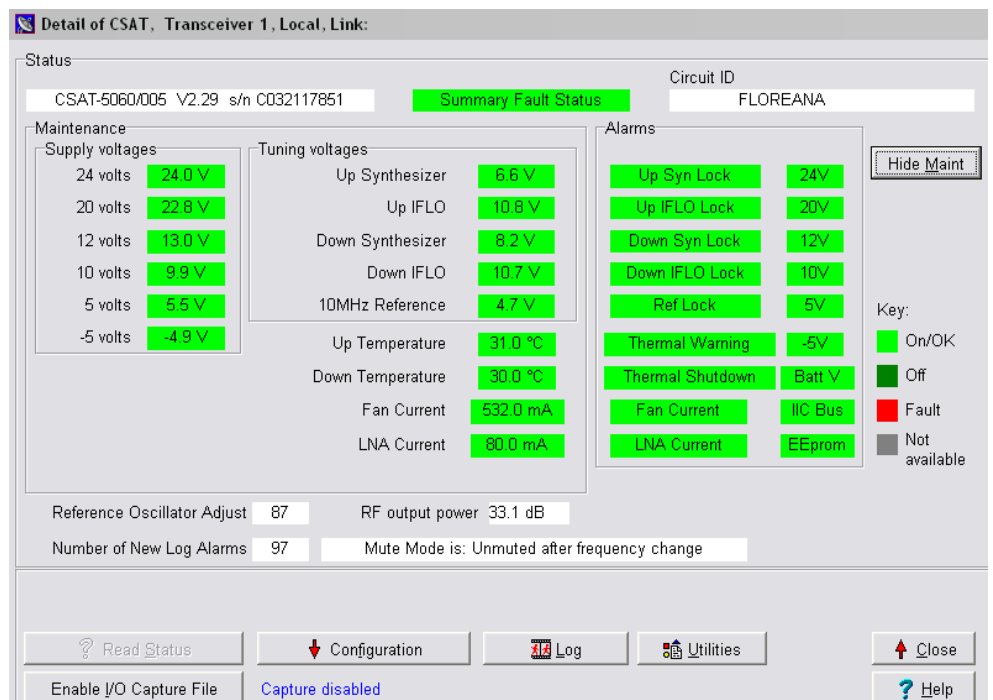 Detail of CSAT, Transceiver 1, Local, Link:
Status
Circuit ID
CSAT-5060/005 V2.29 s/n C032117851 Summary Fault Status FLOREANA
Maintenance Alarms
Supply voltages Tuning voltages Hide Maint
24 volts 24.0 V Up Synthesizer 6.6 V Up Syn Lock 24V
20 volts 22.8 V Up IFLO 10.8 V Up IFLO Lock 20V
12 volts 13.0 V Down Synthesizer 8.2 V Down Syn Lock 12V
10 volts 9.9 V Down IFLO 10.7 V Down IFLO Lock 10V
5 volts 5.5 V 10MHz Reference 4.7 V Ref Lock 5V Key:
-5 volts -4.9 V Up Temperature 31.0 °C Thermal Warning -5V On/OK
Down Temperature 30.0 °C Thermal Shutdown Batt V Off
Fan Current 532.0 mA Fan Current IIC Bus Fault
LNA Current 80.0 mA LNA Current EEprom Not available
Reference Oscillator Adjust 87 RF output power 33.1 dB
Number of New Log Alarms 97 Mute Mode is: Unmuted after frequency change
Read Status Configuration Log Utilities Close
Enable I/O Capture File Capture disabled Help